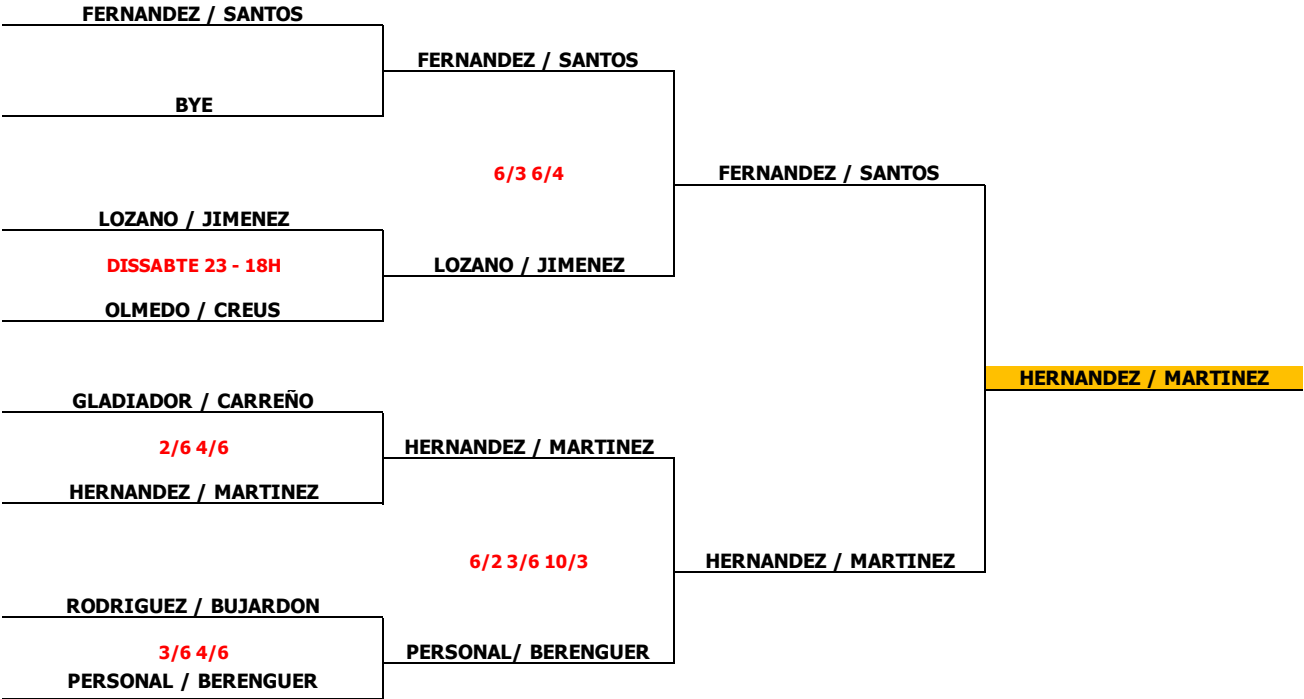 FERNANDEZ / SANTOS
FERNANDEZ / SANTOS
BYE
6/3 6/4
FERNANDEZ / SANTOS
LOZANO / JIMENEZ
DISSABTE 23 - 18H
LOZANO / JIMENEZ
OLMEDO / CREUS
HERNANDEZ / MARTINEZ
GLADIADOR / CARREÑO
2/6 4/6
HERNANDEZ / MARTINEZ
HERNANDEZ / MARTINEZ
6/2 3/6 10/3
HERNANDEZ / MARTINEZ
RODRIGUEZ / BUJARDON
3/6 4/6
PERSONAL/ BERENGUER
PERSONAL / BERENGUER